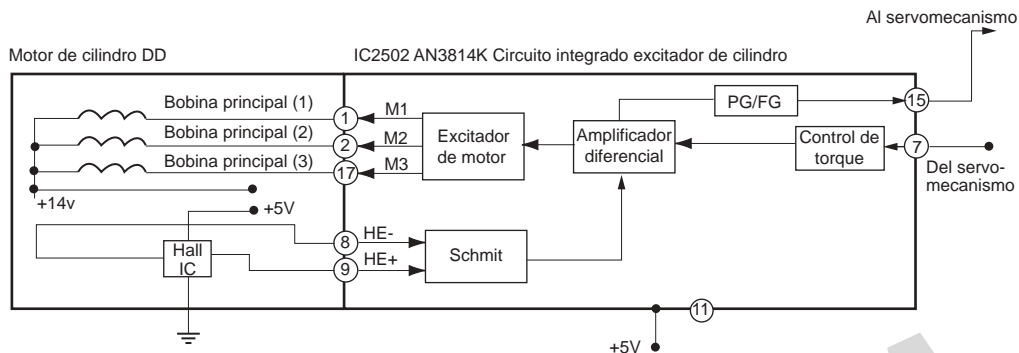 Al servomecanismo
Motor de cilindro DD
IC2502 AN3814K Circuito integrado excitador de cilindro
Bobina principal (1)
1
M1
Bobina principal (2)
2
M2
Bobina principal (3)
17
M3
Excitador
de motor
Amplificador
diferencial
PG/FG
15
Control de
torque
7
Del servo-
mecanismo
+14v
+5V
Hall
IC
8
HE-
9
HE+
Schmit
11
+5V